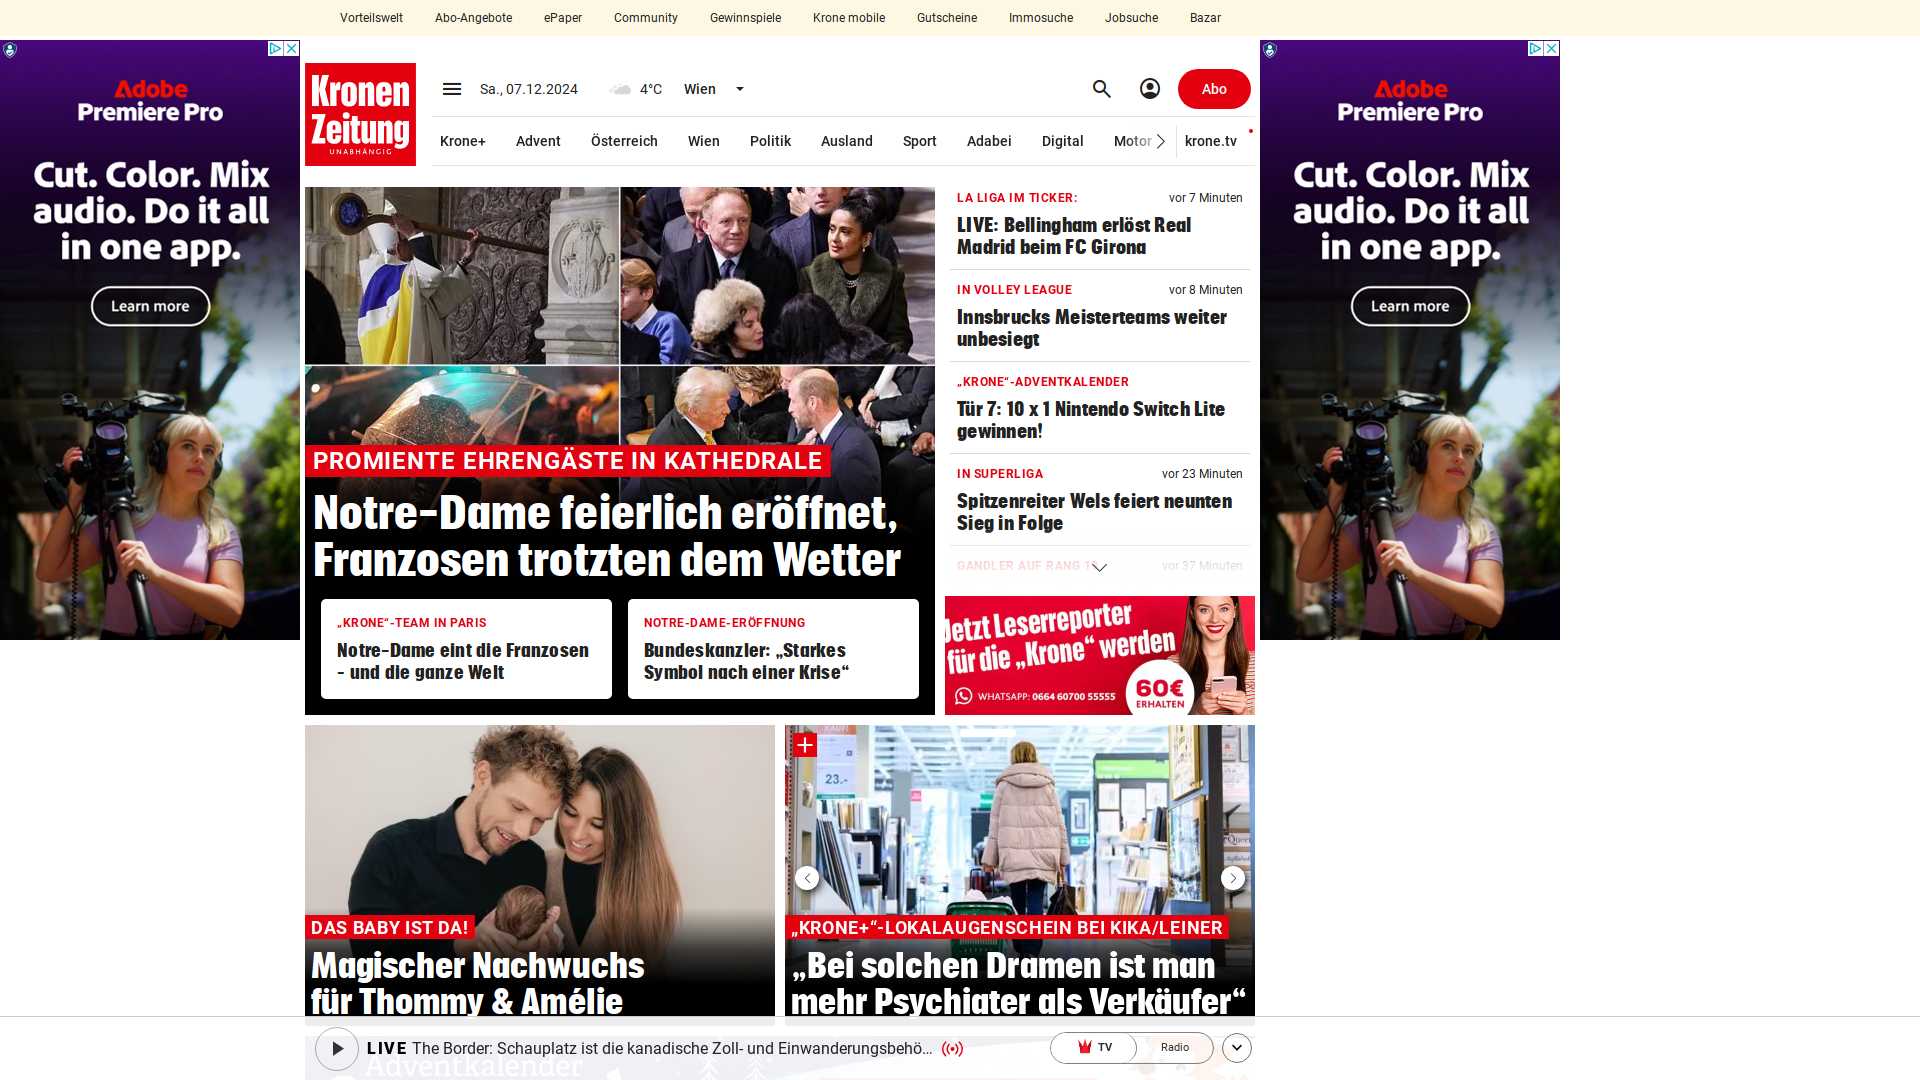 Vorteilswelt
Abo-Angebote
ePaper
Community
Gewinnspiele
Krone mobile
Gutscheine
Immosuche
Jobsuche
Bazar
Adobe
Premiere Pro
Cut. Color. Mix
audio. Do it all
in one app.
Learn more
Kronen
Zeitung
UNABHÄNGIG
Sa., 07.12.2024
4°C
Wien
Abo
Krone+
Advent
Österreich
Wien
Politik
Ausland
Sport
Adabei
Digital
Motor
krone.tv
PROMIENTE EHRENGÄSTE IN KATHEDRALE
Notre-Dame feierlich eröffnet,
Franzosen trotzten dem Wetter
„KRONE“-TEAM IN PARIS
Notre-Dame eint die Franzosen
- und die ganze Welt
NOTRE-DAME-ERÖFFNUNG
Bundeskanzler: „Starkes
Symbol nach einer Krise“
LA LIGA IM TICKER:
vor 7 Minuten
LIVE: Bellingham erlöst Real
Madrid beim FC Girona
IN VOLLEY LEAGUE
vor 8 Minuten
Innsbrucks Meisterteams weiter
unbesiegt
„KRONE“-ADVENTKALENDER
Tür 7: 10 x 1 Nintendo Switch Lite
gewinnen!
IN SUPERLIGA
vor 23 Minuten
Spitzenreiter Wels feiert neunten
Sieg in Folge
GANDLER AUF RANG
vor 37 Minuten
Jetzt Leserreporter
für die „Krone“ werden
WHATSAPP: 0664 60700 55555
60€
ERHALTEN
Adobe
Premiere Pro
Cut. Color. Mix
audio. Do it all
in one app.
Learn more
DAS BABY IST DA!
Magischer Nachwuchs
für Thommy & Amélie
23.-
„KRONE+“-LOKALAUGENSCHEIN BEI KIKA/LEINER
„Bei solchen Dramen ist man
mehr Psychiater als Verkäufer“
LIVE The Border: Schauplatz ist die kanadische Zoll- und Einwanderungsbehö...
TV
Radio
Adventkalender